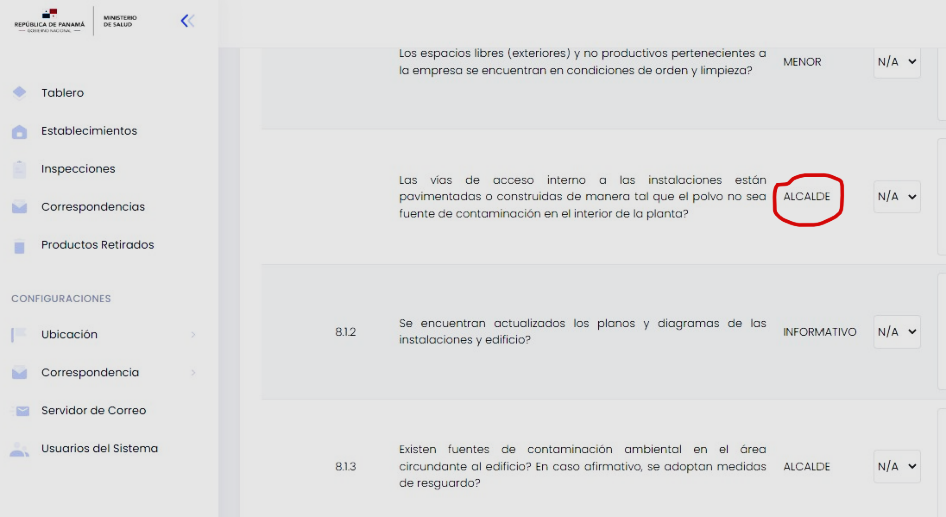 REPÚBLICA DE PANAMÁ
— GOBIERNO NACIONAL —
MINISTERIO
DE SALUD
Tablero
Establecimientos
Inspecciones
Correspondencias
Productos Retirados
CONFIGURACIONES
Ubicación
Correspondencia
Servidor de Correo
Usuarios del Sistema
Los espacios libres (exteriores) y no productivos pertenecientes a
la empresa se encuentran en condiciones de orden y limpieza?
MENOR
N/A
Las vías de acceso interno a las instalaciones están
pavimentadas o construidas de manera tal que el polvo no sea
fuente de contaminación en el interior de la planta?
ALCALDE
N/A
8.1.2
Se encuentran actualizados los planos y diagramas de las
instalaciones y edificio?
INFORMATIVO
N/A
8.1.3
Existen fuentes de contaminación ambiental en el área
circundante al edificio? En caso afirmativo, se adoptan medidas
de resguardo?
ALCALDE
N/A